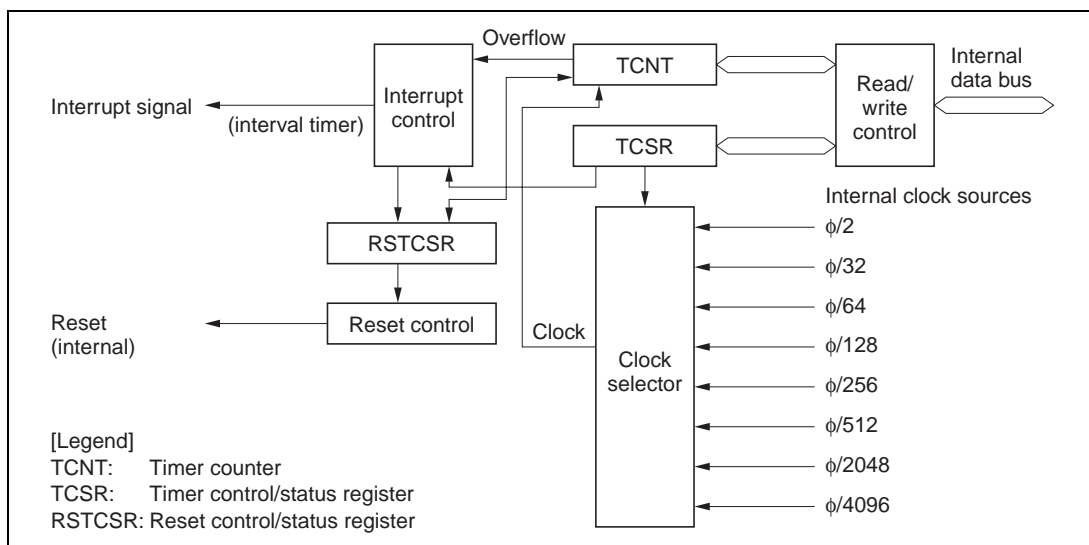 Overflow
TCNT
Internal
data bus
Read/
write
control
Interrupt
control
Interrupt signal
(interval timer)
TCSR
Internal clock sources
RSTCSR
ϕ/2
ϕ/32
ϕ/64
Reset control
Reset
(internal)
Clock
ϕ/128
Clock
selector
ϕ/256
ϕ/512
ϕ/2048
ϕ/4096
[Legend]
TCNT: Timer counter
TCSR: Timer control/status register
RSTCSR: Reset control/status register